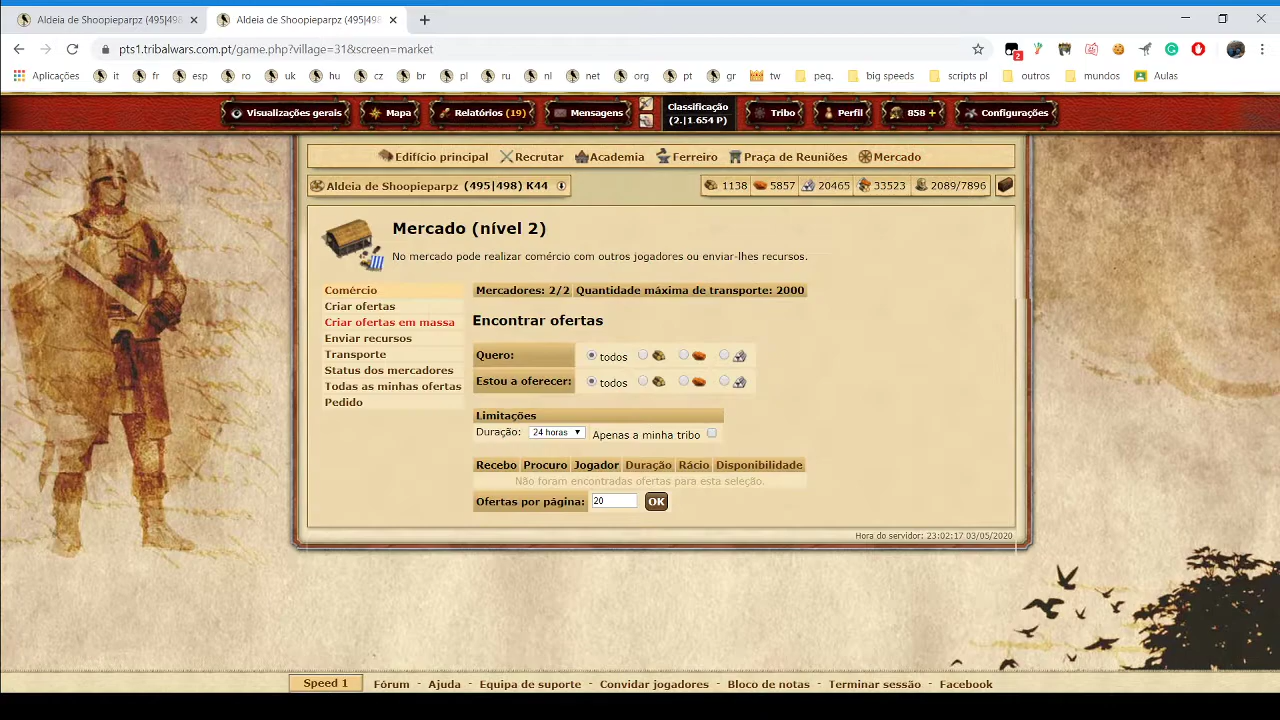 Aldeia de Shoopieparpz (495|498
Aldeia de Shoopieparpz (495|498
pts1.tribalwars.com.pt/game.php?village=31&screen=market
2
Aplicações it fr esp ro uk hu cz br pl ru nl net org pt gr tw peq. big speeds scripts pl outros mundos Aulas
Visualizações gerais Mapa Relatórios (19) Mensagens Classificação (2.|1.654 P) Tribo Perfil 858 + Configurações
Edifício principal Recrutar Academia Ferreiro Praça de Reuniões Mercado
Aldeia de Shoopieparpz (495|498) K44 1138 5857 20465 33523 2089/7896
Mercado (nível 2)
No mercado pode realizar comércio com outros jogadores ou enviar-lhes recursos.
Comércio
Criar ofertas
Criar ofertas em massa
Enviar recursos
Transporte
Status dos mercadores
Todas as minhas ofertas
Pedido
Mercadores: 2/2 Quantidade máxima de transporte: 2000
Encontrar ofertas
Quero: todos
Estou a oferecer: todos
Limitações
Duração: 24 horas Apenas a minha tribo
Recebo Procuro Jogador Duração Rácio Disponibilidade
Não foram encontradas ofertas para esta seleção.
Ofertas por página: 20 OK
Hora do servidor: 23:02:17 03/05/2020
Speed 1 Fórum - Ajuda - Equipa de suporte - Convidar jogadores - Bloco de notas - Terminar sessão - Facebook